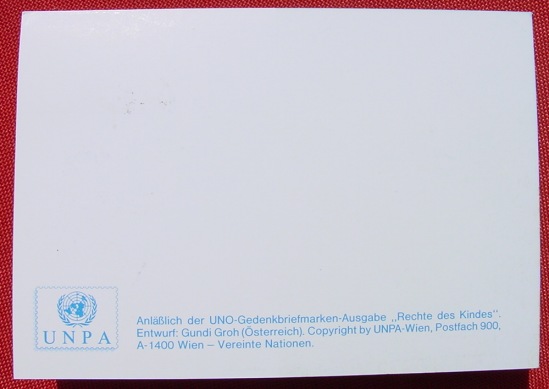 UNPA
Anläßlich der UNO-Gedenkbriefmarken-Ausgabe ,,Rechte des Kindes''.
Entwurf: Gundi Groh (Österreich). Copyright by UNPA-Wien, Postfach 900,
A-1400 Wien – Vereinte Nationen.